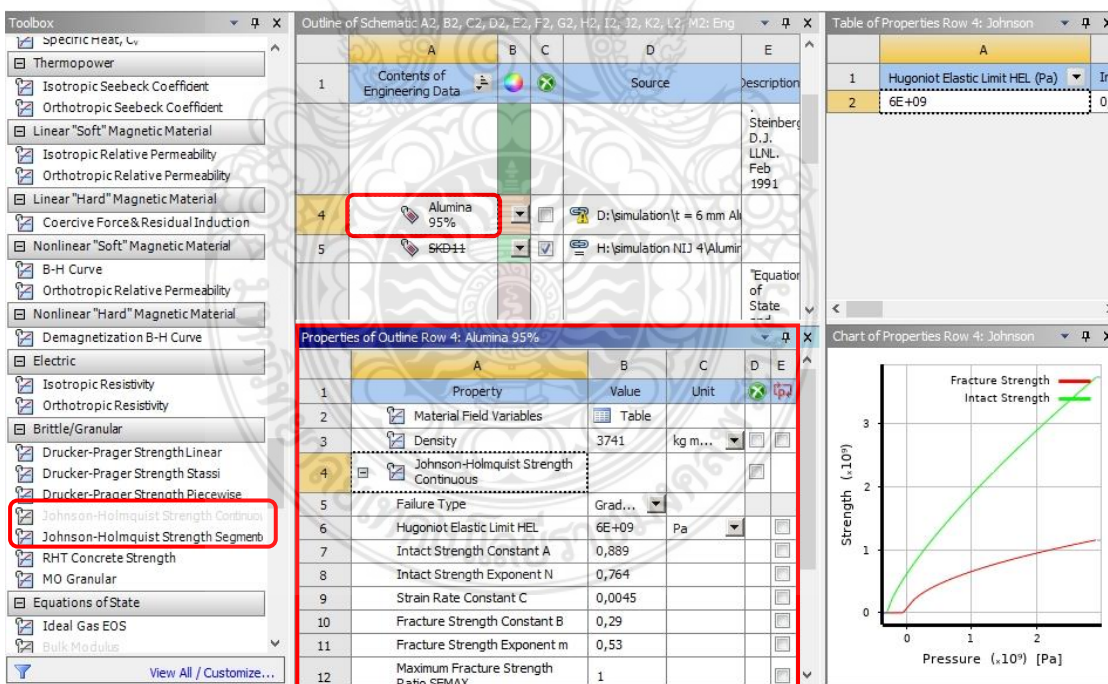 Toolbox
Specific Heat, Cᵥ
Thermopower
Isotropic Seebeck Coefficient
Orthotropic Seebeck Coefficient
Linear "Soft" Magnetic Material
Isotropic Relative Permeability
Orthotropic Relative Permeability
Linear "Hard" Magnetic Material
Coercive Force & Residual Induction
Nonlinear "Soft" Magnetic Material
B-H Curve
Orthotropic Relative Permeability
Nonlinear "Hard" Magnetic Material
Demagnetization B-H Curve
Electric
Isotropic Resistivity
Orthotropic Resistivity
Brittle/Granular
Drucker-Prager Strength Linear
Drucker-Prager Strength Stassi
Drucker-Prager Strength Piecewise
Johnson-Holmquist Strength Continuou
Johnson-Holmquist Strength Segment
RHT Concrete Strength
MO Granular
Equations of State
Ideal Gas EOS
Bulk Modulus
View All / Customize...
Outline of Schematic A2, B2, C2, D2, E2, F2, G2, H2, I2, J2, K2, L2, M2: Eng
A B C D E
1 Contents of Engineering Data Source Description
. Steinberg
D.J.
LLNL.
Feb
1991
4 Alumina 95% D:\simulation\t = 6 mm Al
5 SKD11 H:\simulation NIJ 4\Alumin
"Equation
of
State
Properties of Outline Row 4: Alumina 95%
A B C D E
1 Property Value Unit
2 Material Field Variables Table
3 Density 3741 kg m...
4 Johnson-Holmquist Strength Continuous
5 Failure Type Grad...
6 Hugoniot Elastic Limit HEL 6E+09 Pa
7 Intact Strength Constant A 0,889
8 Intact Strength Exponent N 0,764
9 Strain Rate Constant C 0,0045
10 Fracture Strength Constant B 0,29
11 Fracture Strength Exponent m 0,53
12 Maximum Fracture Strength Ratio SFMAX 1
Table of Properties Row 4: Johnson
A
1 Hugoniot Elastic Limit HEL (Pa) In
2 6E+09 0
Chart of Properties Row 4: Johnson
Fracture Strength
Intact Strength
3
2
1
0
Strength (ₓ10⁹)
0 1 2
Pressure (ₓ10⁹) [Pa]